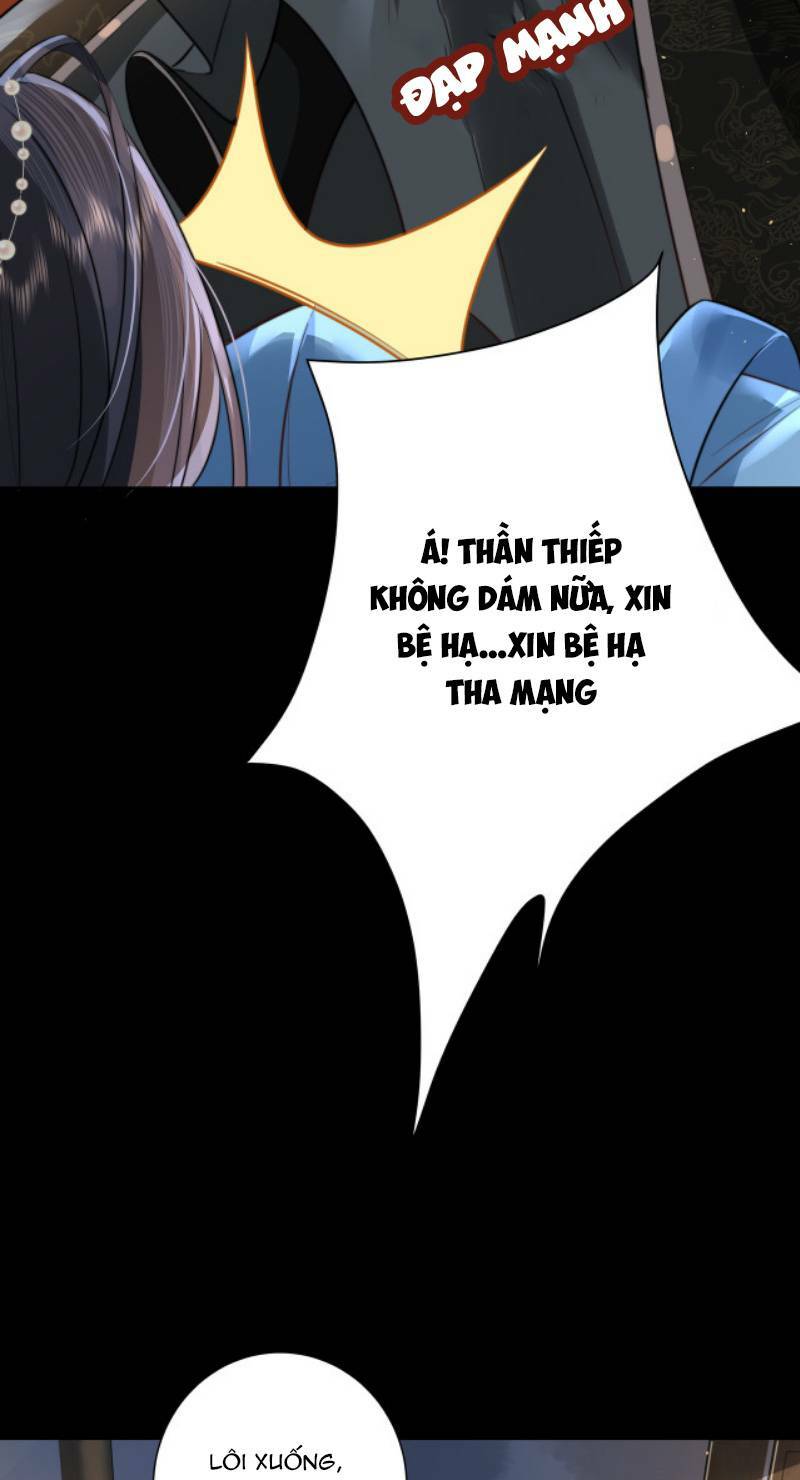 ĐẠP MẠNH
Á! THẦN THIẾP
KHÔNG DÁM NỮA, XIN
BỆ HẠ...XIN BỆ HẠ
THA MẠNG
LÔI XUỐNG,